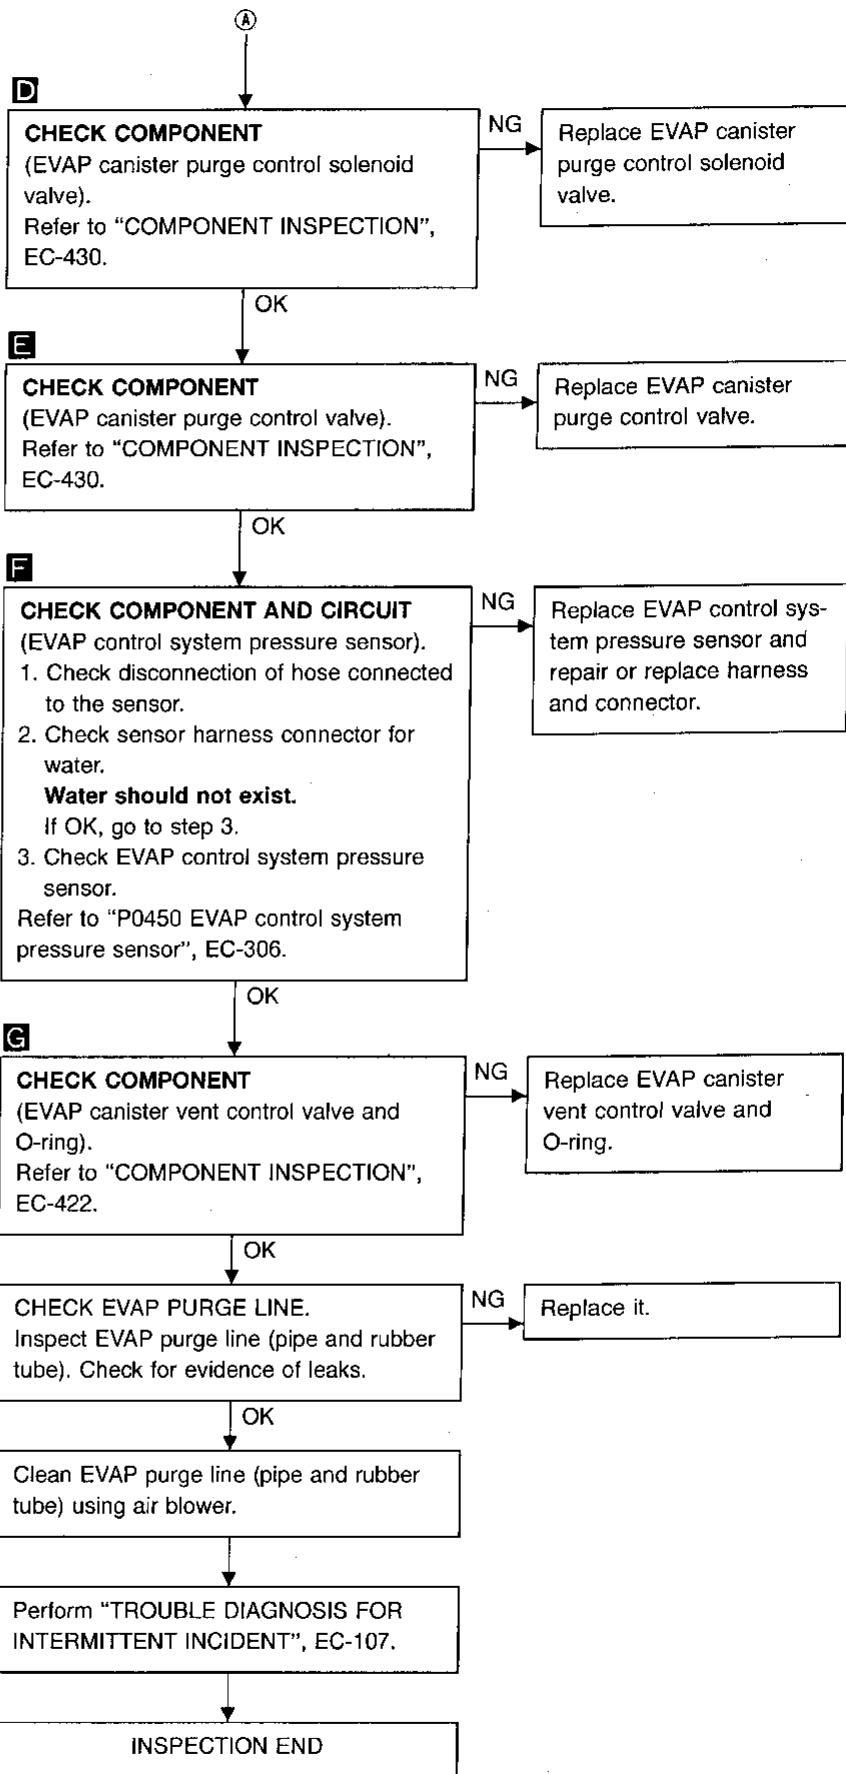 A
D
CHECK COMPONENT
(EVAP canister purge control solenoid
valve).
Refer to “COMPONENT INSPECTION”,
EC-430.
NG
Replace EVAP canister
purge control solenoid
valve.
OK
E
CHECK COMPONENT
(EVAP canister purge control valve).
Refer to “COMPONENT INSPECTION”,
EC-430.
NG
Replace EVAP canister
purge control valve.
OK
F
CHECK COMPONENT AND CIRCUIT
(EVAP control system pressure sensor).
1. Check disconnection of hose connected
to the sensor.
2. Check sensor harness connector for
water.
Water should not exist.
If OK, go to step 3.
3. Check EVAP control system pressure
sensor.
Refer to “P0450 EVAP control system
pressure sensor”, EC-306.
NG
Replace EVAP control sys-
tem pressure sensor and
repair or replace harness
and connector.
OK
G
CHECK COMPONENT
(EVAP canister vent control valve and
O-ring).
Refer to “COMPONENT INSPECTION”,
EC-422.
NG
Replace EVAP canister
vent control valve and
O-ring.
OK
CHECK EVAP PURGE LINE.
Inspect EVAP purge line (pipe and rubber
tube). Check for evidence of leaks.
NG
Replace it.
OK
Clean EVAP purge line (pipe and rubber
tube) using air blower.
Perform “TROUBLE DIAGNOSIS FOR
INTERMITTENT INCIDENT”, EC-107.
INSPECTION END